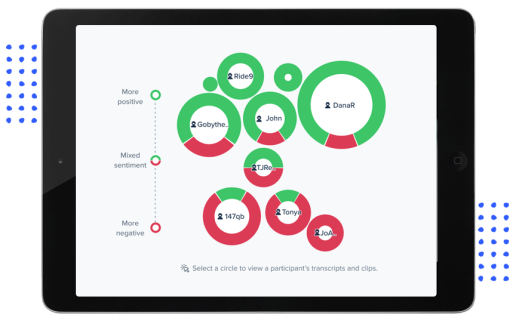 Ride9
DanaR
More
positive
John
Gobythe..
Mixed
sentiment
TJRe..
147qb
Tonya
More
negative
JoA..
Select a circle to view a participant's transcripts and clips.